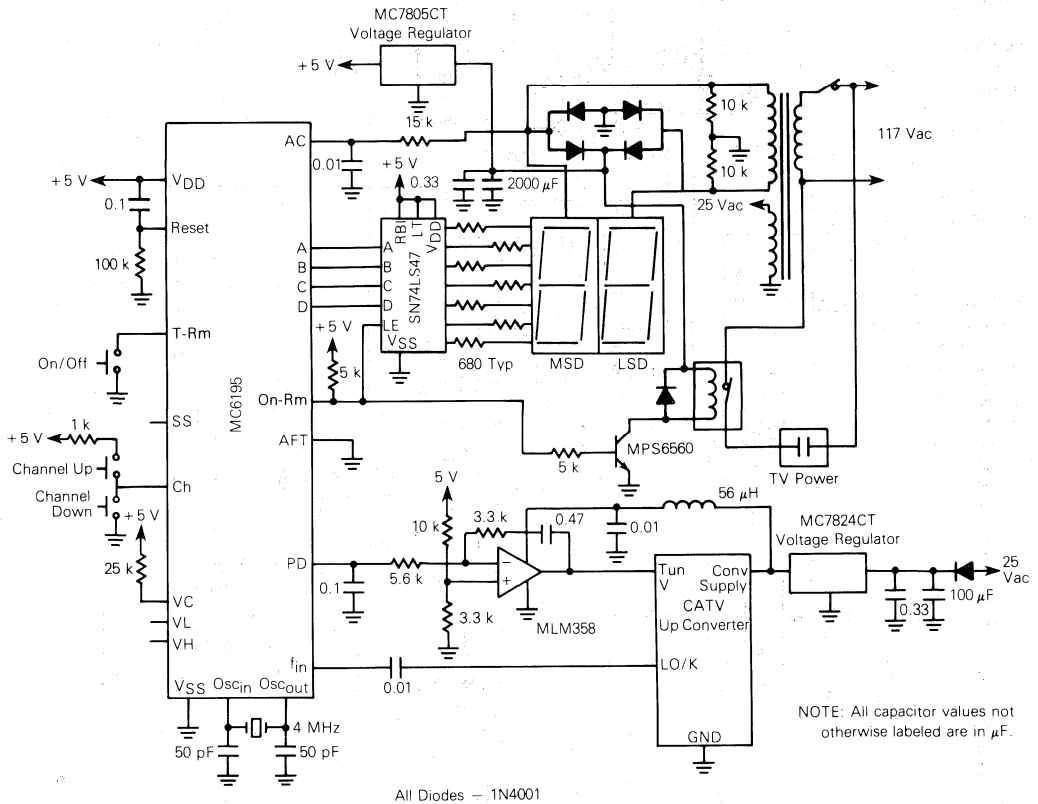 MC7805CT
Voltage Regulator
+5 V
15 k
AC
0.01
+5 V
0.33
2000 μF
10 k
10 k
117 Vac
25 Vac
+5 V
VDD
0.1
Reset
100 k
A
B
C
D
A
B
C
D
LE
VSS
RBI
LT
VDD
SN74LS47
680 Typ
MSD
LSD
T-Rm
On/Off
+5 V
5 k
On-Rm
MC6195
SS
1 k
+5 V
Channel Up
Channel
Down
Ch
AFT
5 k
MPS6560
TV Power
+5 V
25 k
VC
VL
VH
PD
0.1
5.6 k
5 V
10 k
3.3 k
0.47
3.3 k
−
+
MLM358
0.01
56 μH
MC7824CT
Voltage Regulator
Tun
V
Conv
Supply
CATV
Up Converter
LO/K
GND
0.33
100 μF
25
Vac
fin
0.01
VSS
Oscin
Oscout
4 MHz
50 pF
50 pF
NOTE: All capacitor values not
otherwise labeled are in μF.
All Diodes – 1N4001